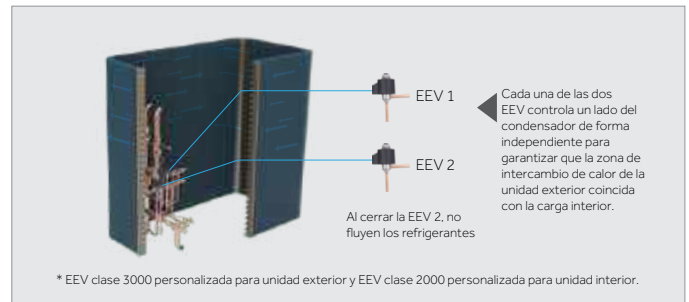 EEV 1
Cada una de las dos
EEV controla un lado del
condensador de forma
independiente para
garantizar que la zona de
intercambio de calor de la
unidad exterior coincida
con la carga interior.
EEV 2
Al cerrar la EEV 2, no
fluyen los refrigerantes
* EEV clase 3000 personalizada para unidad exterior y EEV clase 2000 personalizada para unidad interior.